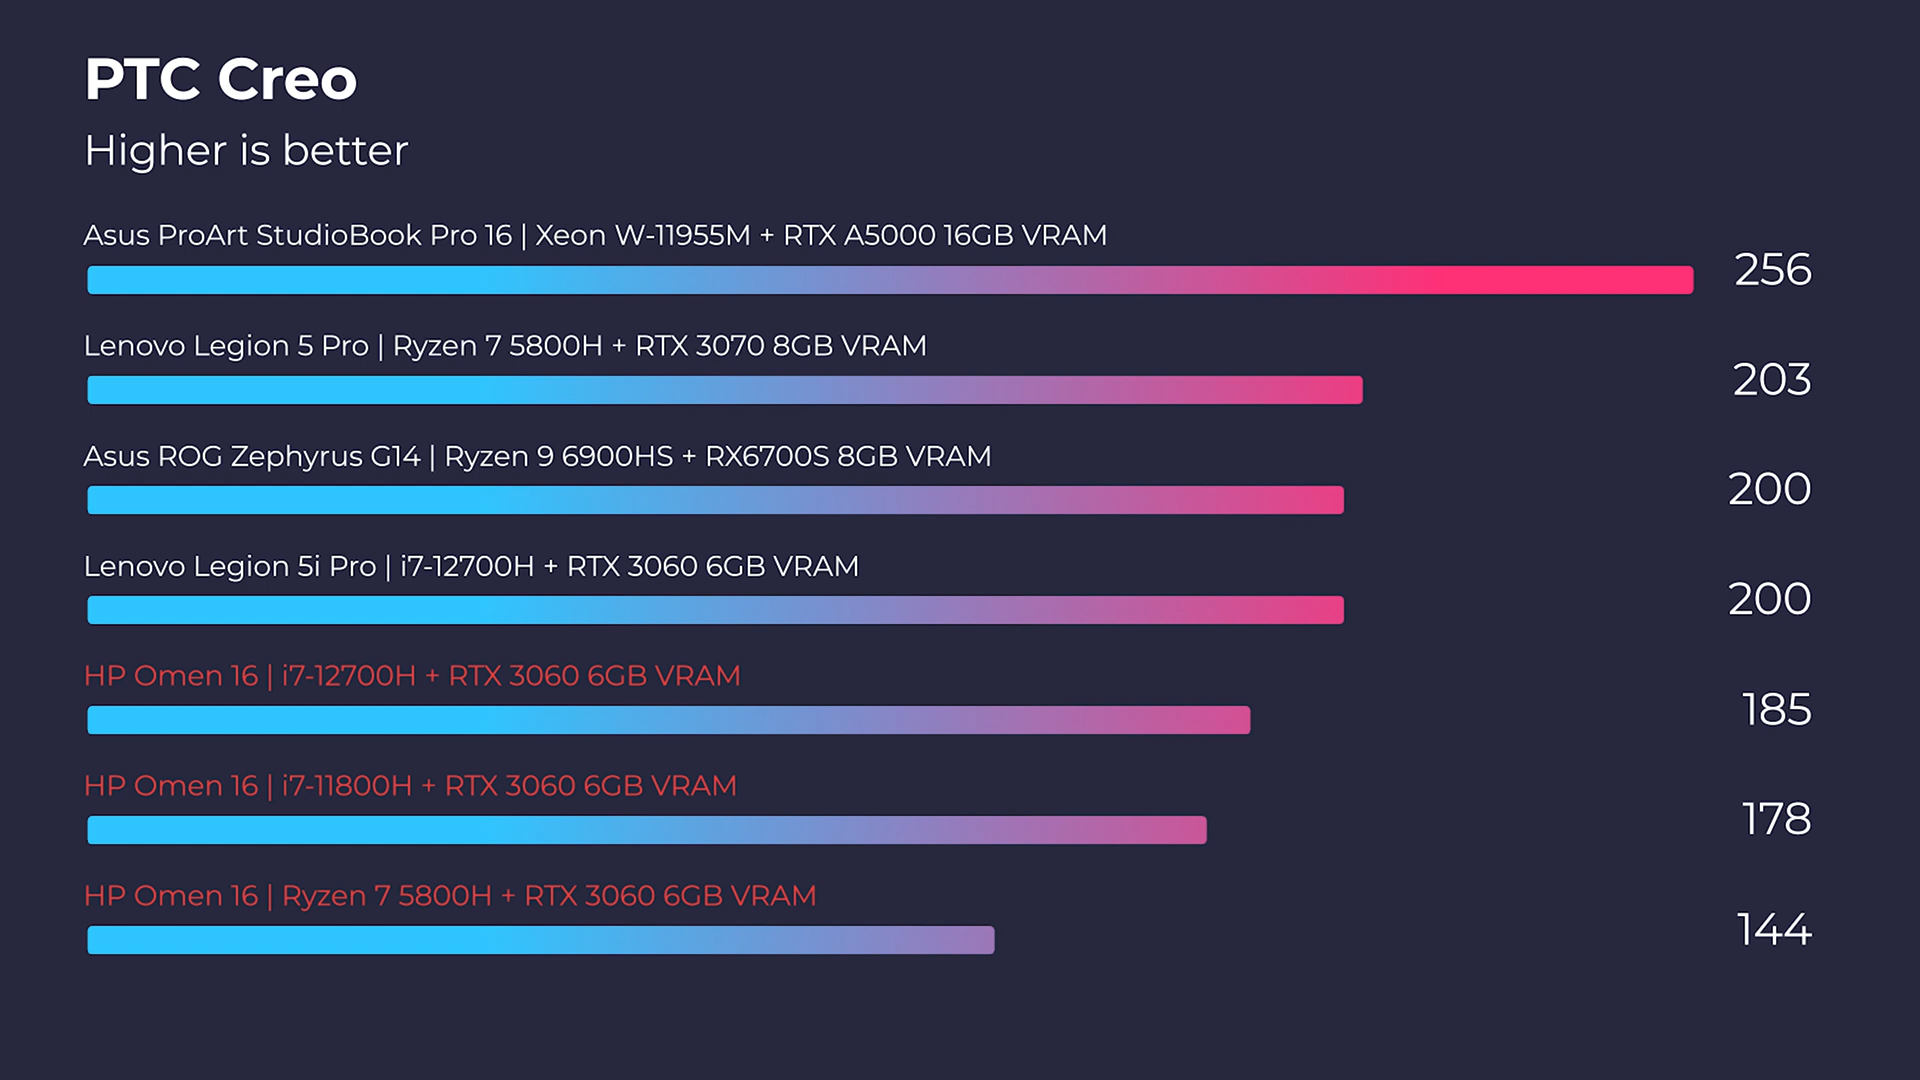 PTC Creo
Higher is better
Asus ProArt StudioBook Pro 16 | Xeon W-11955M + RTX A5000 16GB VRAM
256
Lenovo Legion 5 Pro | Ryzen 7 5800H + RTX 3070 8GB VRAM
203
Asus ROG Zephyrus G14 | Ryzen 9 6900HS + RX6700S 8GB VRAM
200
Lenovo Legion 5i Pro | i7-12700H + RTX 3060 6GB VRAM
200
HP Omen 16 | i7-12700H + RTX 3060 6GB VRAM
185
HP Omen 16 | i7-11800H + RTX 3060 6GB VRAM
178
HP Omen 16 | Ryzen 7 5800H + RTX 3060 6GB VRAM
144